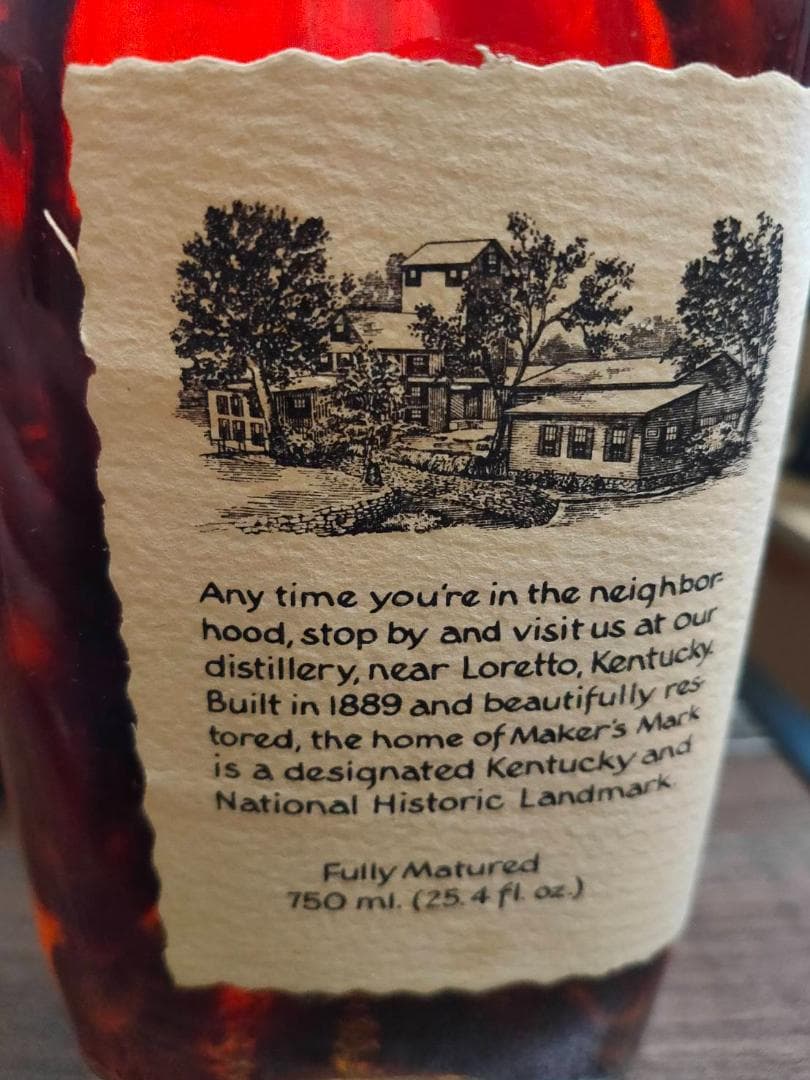 Any time you're in the neighbor-
hood, stop by and visit us at our
distillery, near Loretto, Kentucky.
Built in 1889 and beautifully res-
tored, the home of Maker's Mark
is a designated Kentucky and
National Historic Landmark.
Fully Matured
750 ml. (25.4 fl. oz.)